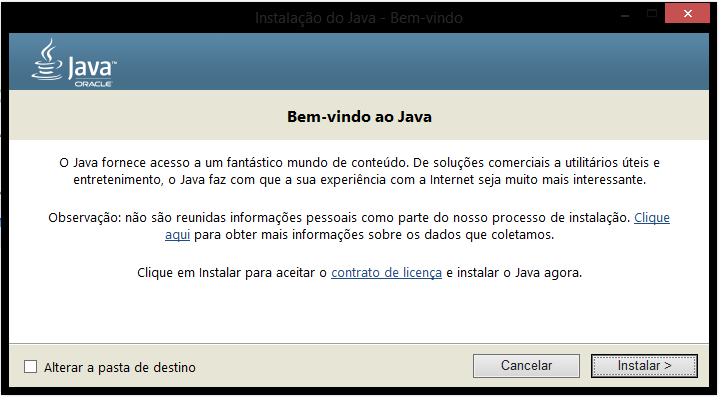 Instalação do Java - Bem-vindo
Java™
ORACLE
Bem-vindo ao Java
O Java fornece acesso a um fantástico mundo de conteúdo. De soluções comerciais a utilitários úteis e
entretenimento, o Java faz com que a sua experiência com a Internet seja muito mais interessante.
Observação: não são reunidas informações pessoais como parte do nosso processo de instalação. Clique
aqui para obter mais informações sobre os dados que coletamos.
Clique em Instalar para aceitar o contrato de licença e instalar o Java agora.
Alterar a pasta de destino
Cancelar
Instalar >